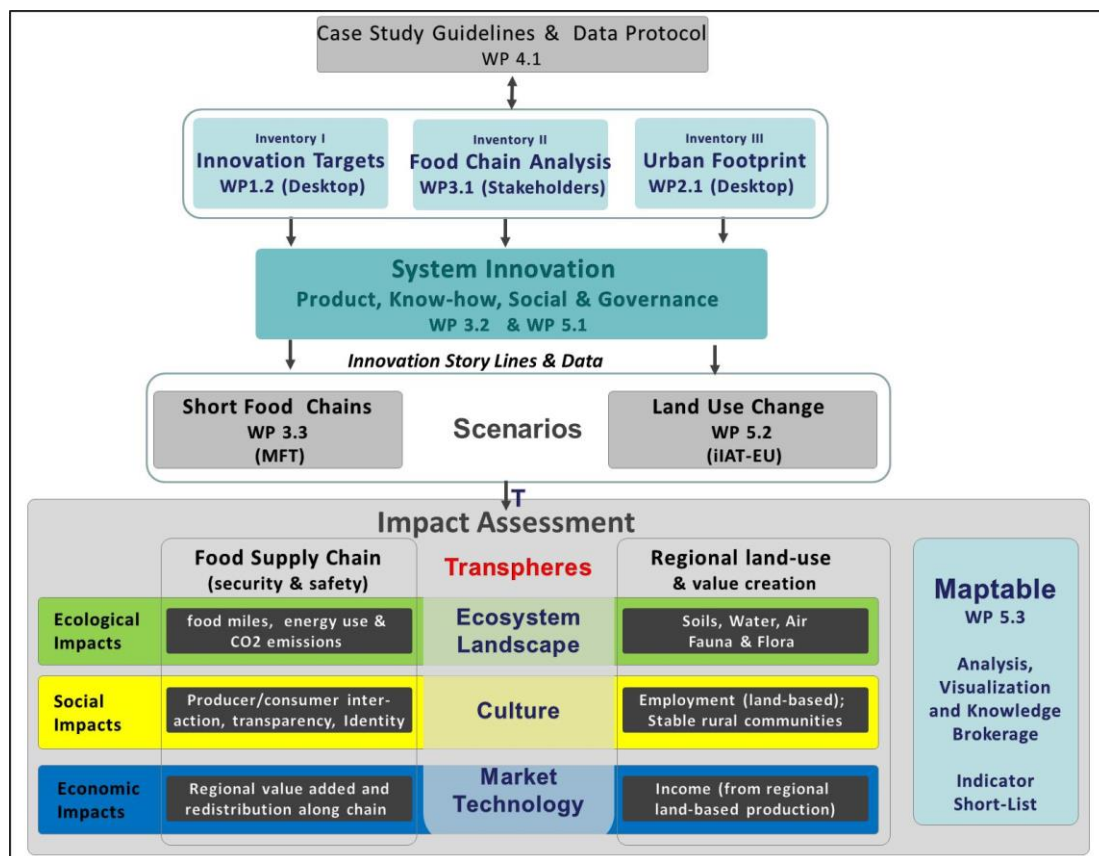 Case Study Guidelines & Data Protocol
WP 4.1
Inventory I
Innovation Targets
WP1.2 (Desktop)
Inventory II
Food Chain Analysis
WP3.1 (Stakeholders)
Inventory III
Urban Footprint
WP2.1 (Desktop)
System Innovation
Product, Know-how, Social & Governance
WP 3.2 & WP 5.1
Innovation Story Lines & Data
Short Food Chains
WP 3.3
(MFT)
Scenarios
Land Use Change
WP 5.2
(iIAT-EU)
T
Impact Assessment
Food Supply Chain
(security & safety)
Transpheres
Regional land-use
& value creation
Ecological
Impacts
food miles, energy use &
CO2 emissions
Ecosystem
Landscape
Soils, Water, Air
Fauna & Flora
Social
Impacts
Producer/consumer inter-
action, transparency, Identity
Culture
Employment (land-based);
Stable rural communities
Economic
Impacts
Regional value added and
redistribution along chain
Market
Technology
Income (from regional
land-based production)
Maptable
WP 5.3
Analysis,
Visualization
and Knowledge
Brokerage
Indicator
Short-List